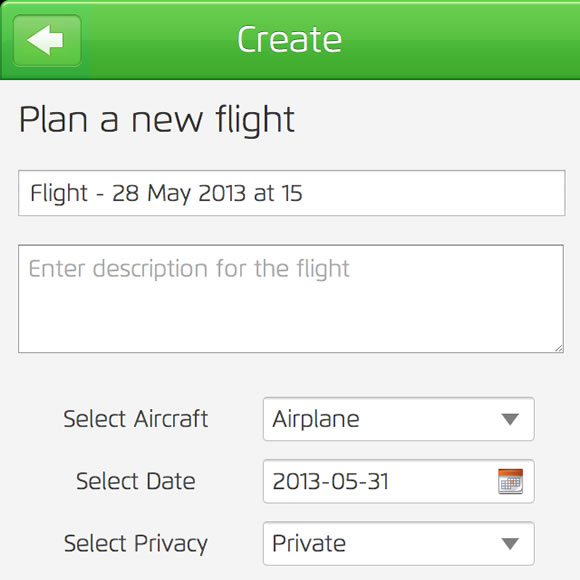 Create
Plan a new flight
Flight - 28 May 2013 at 15
Enter description for the flight
Select Aircraft Airplane
Select Date 2013-05-31
Select Privacy Private